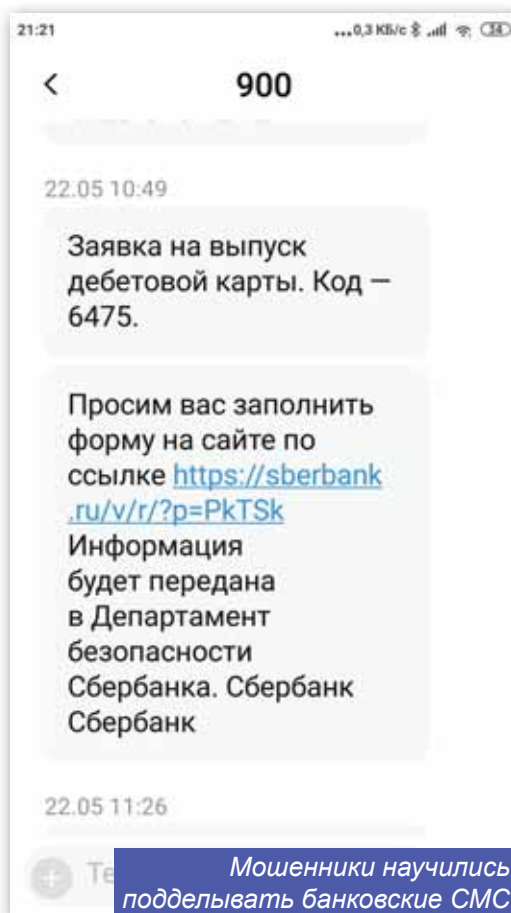 21:21 ...0,3 КБ/с 34
< 900
22.05 10:49
Заявка на выпуск
дебетовой карты. Код —
6475.
Просим вас заполнить
форму на сайте по
ссылке https://sberbank
.ru/v/r/?p=PkTSk
Информация
будет передана
в Департамент
безопасности
Сбербанка. Сбербанк
Сбербанк
22.05 11:26
Те
Мошенники научились
подделывать банковские СМС